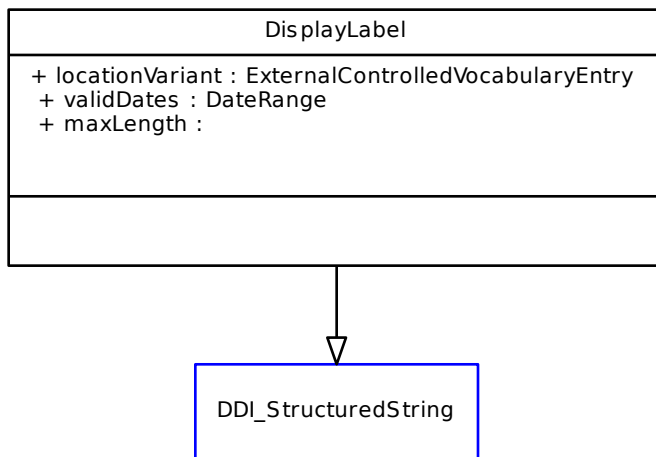 DisplayLabel
+ locationVariant : ExternalControlledVocabularyEntry
+ validDates : DateRange
+ maxLength :
DDI_StructuredString